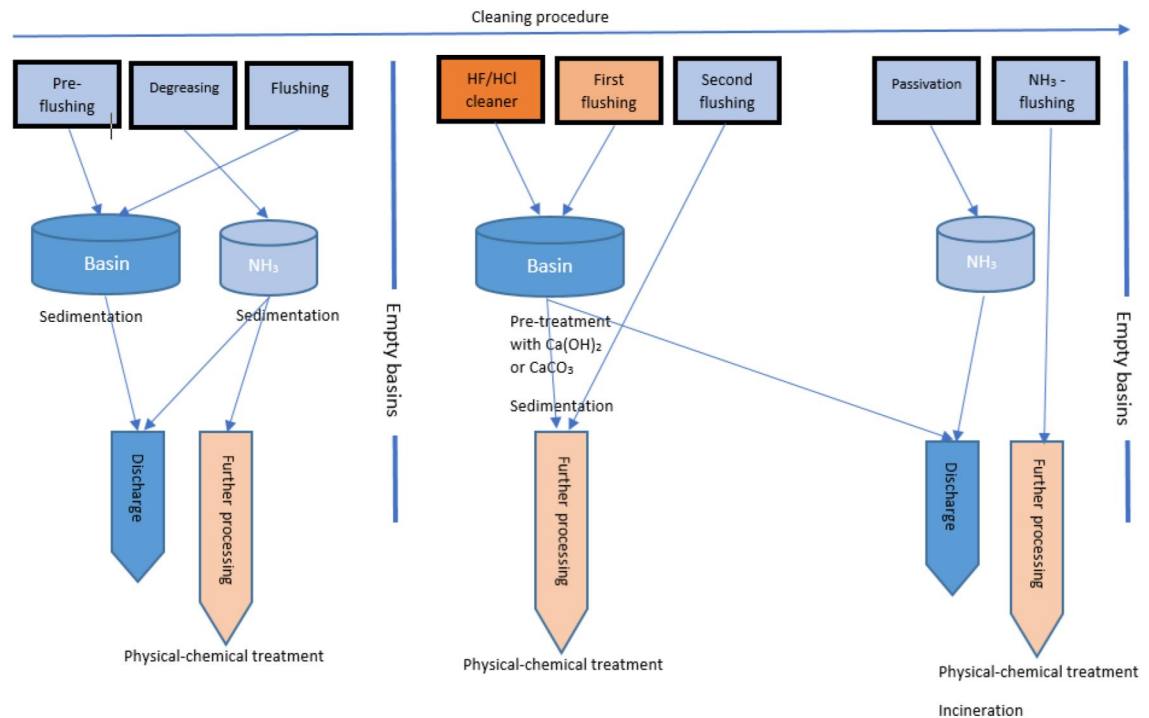 Cleaning procedure
Pre-
flushing
Degreasing
Flushing
HF/HCl
cleaner
First
flushing
Second
flushing
Passivation
NH₃ -
flushing
Basin
NH₃
Basin
NH₃
Sedimentation
Sedimentation
Pre-treatment
with Ca(OH)₂
or CaCO₃
Sedimentation
Empty basins
Empty basins
Discharge
Further processing
Further processing
Discharge
Further processing
Physical-chemical treatment
Physical-chemical treatment
Physical-chemical treatment
Incineration